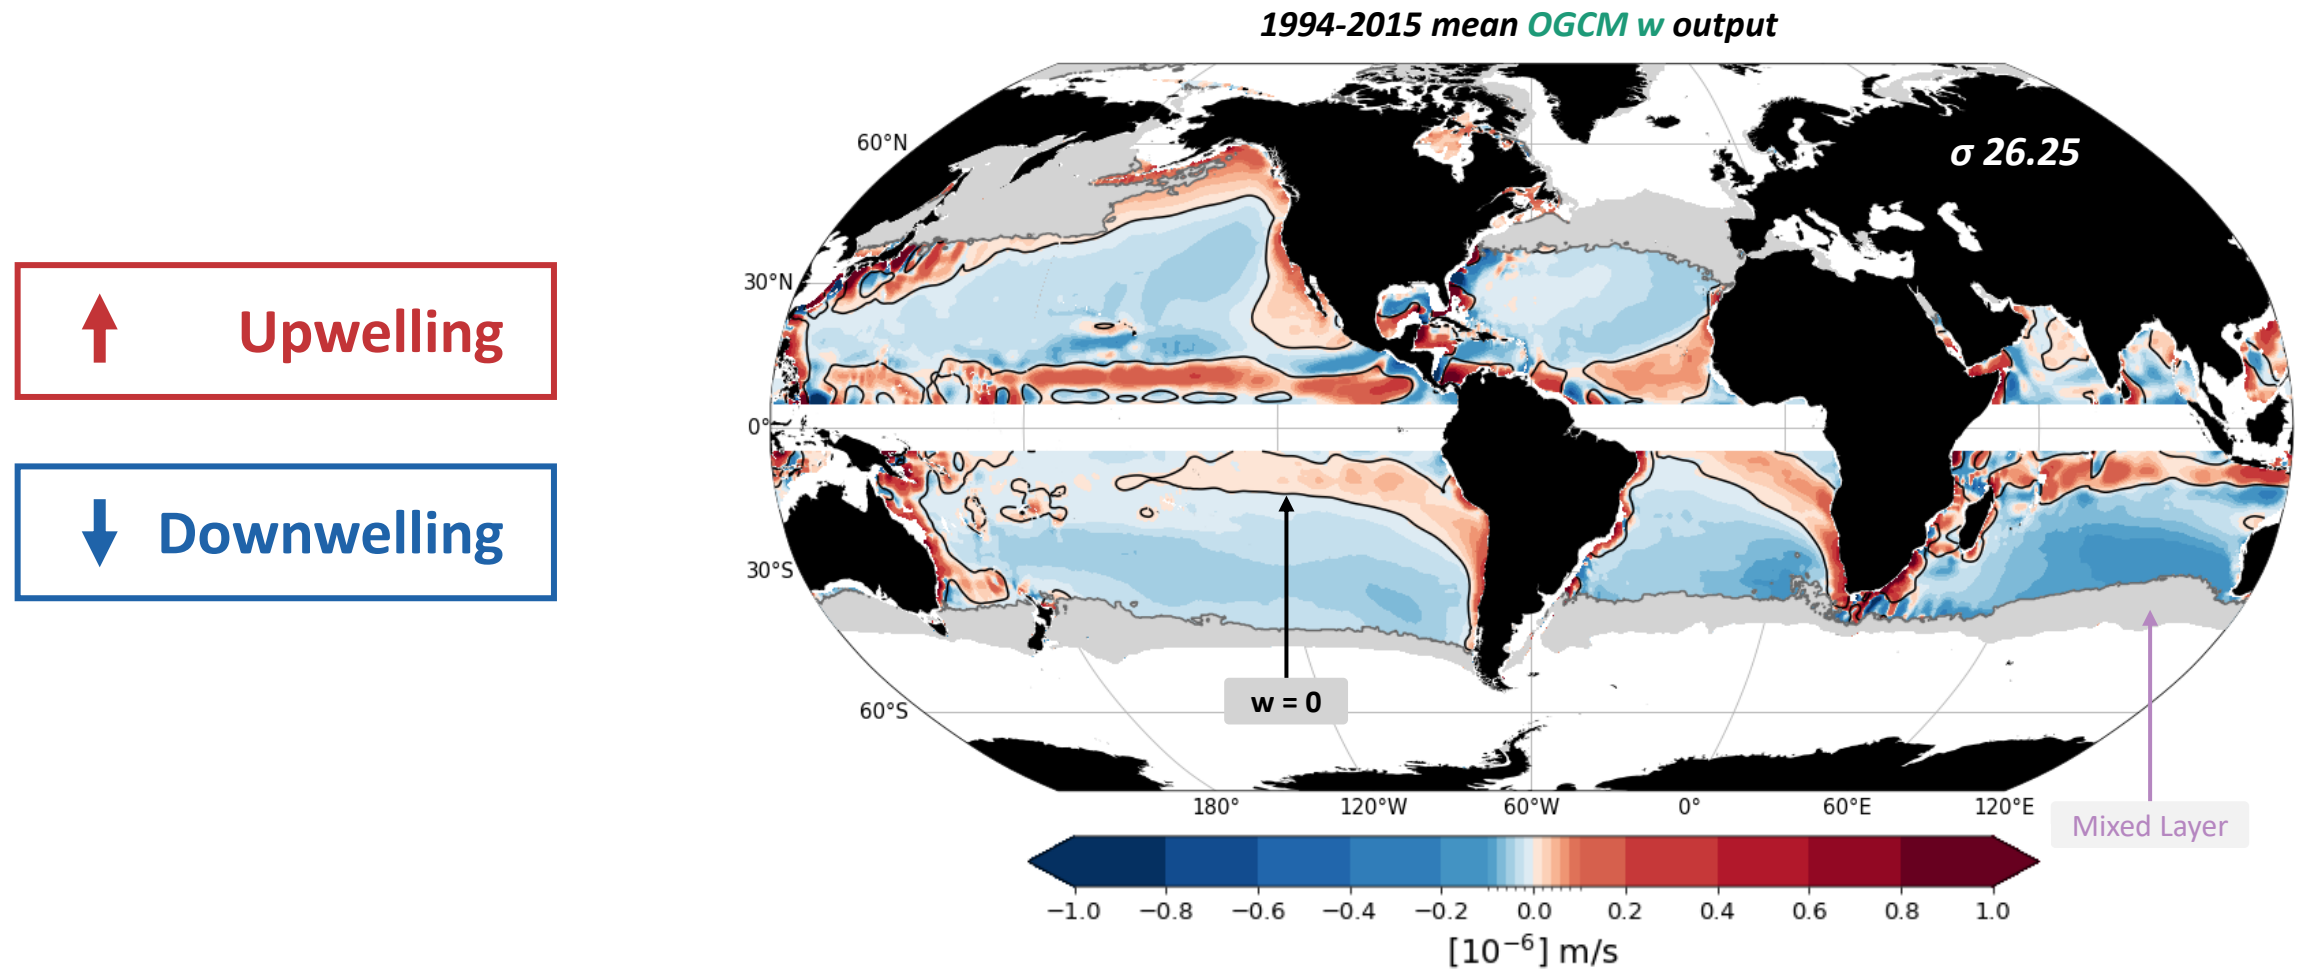 1994-2015 mean OGCM w output
Upwelling
Downwelling
60°N
30°N
0°
30°S
60°S
σ 26.25
w = 0
180° 120°W 60°W 0° 60°E 120°E
Mixed Layer
−1.0 −0.8 −0.6 −0.4 −0.2 0.0 0.2 0.4 0.6 0.8 1.0
[10⁻⁶] m/s